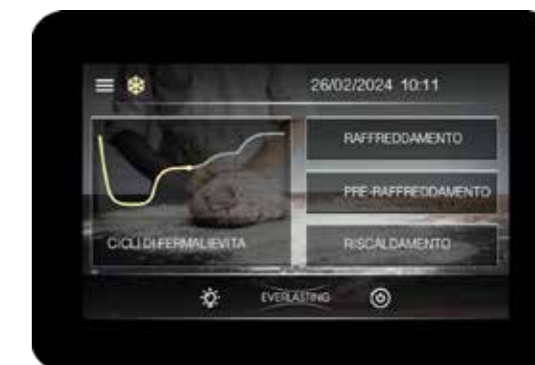 26/02/2024 10:11
RAFFREDDAMENTO
PRE-RAFFREDDAMENTO
CICLI DI FERMALIEVITA
RISCALDAMENTO
EVERLASTING